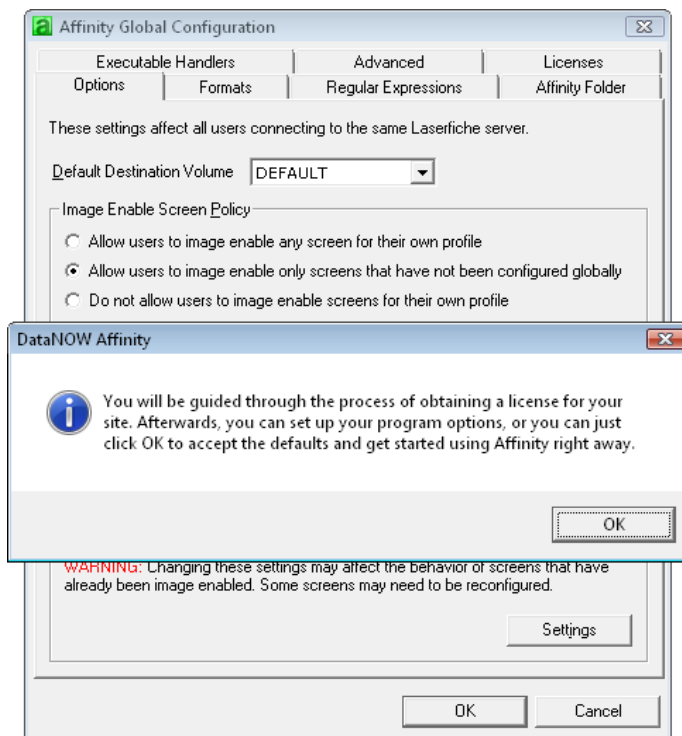 Affinity Global Configuration
Executable Handlers
Advanced
Licenses
Options
Formats
Regular Expressions
Affinity Folder
These settings affect all users connecting to the same Laserfiche server.
Default Destination Volume
DEFAULT
Image Enable Screen Policy
Allow users to image enable any screen for their own profile
Allow users to image enable only screens that have not been configured globally
Do not allow users to image enable screens for their own profile
DataNOW Affinity
You will be guided through the process of obtaining a license for your
site. Afterwards, you can set up your program options, or you can just
click OK to accept the defaults and get started using Affinity right away.
OK
WARNING: Changing these settings may affect the behavior of screens that have
already been image enabled. Some screens may need to be reconfigured.
Settings
OK
Cancel